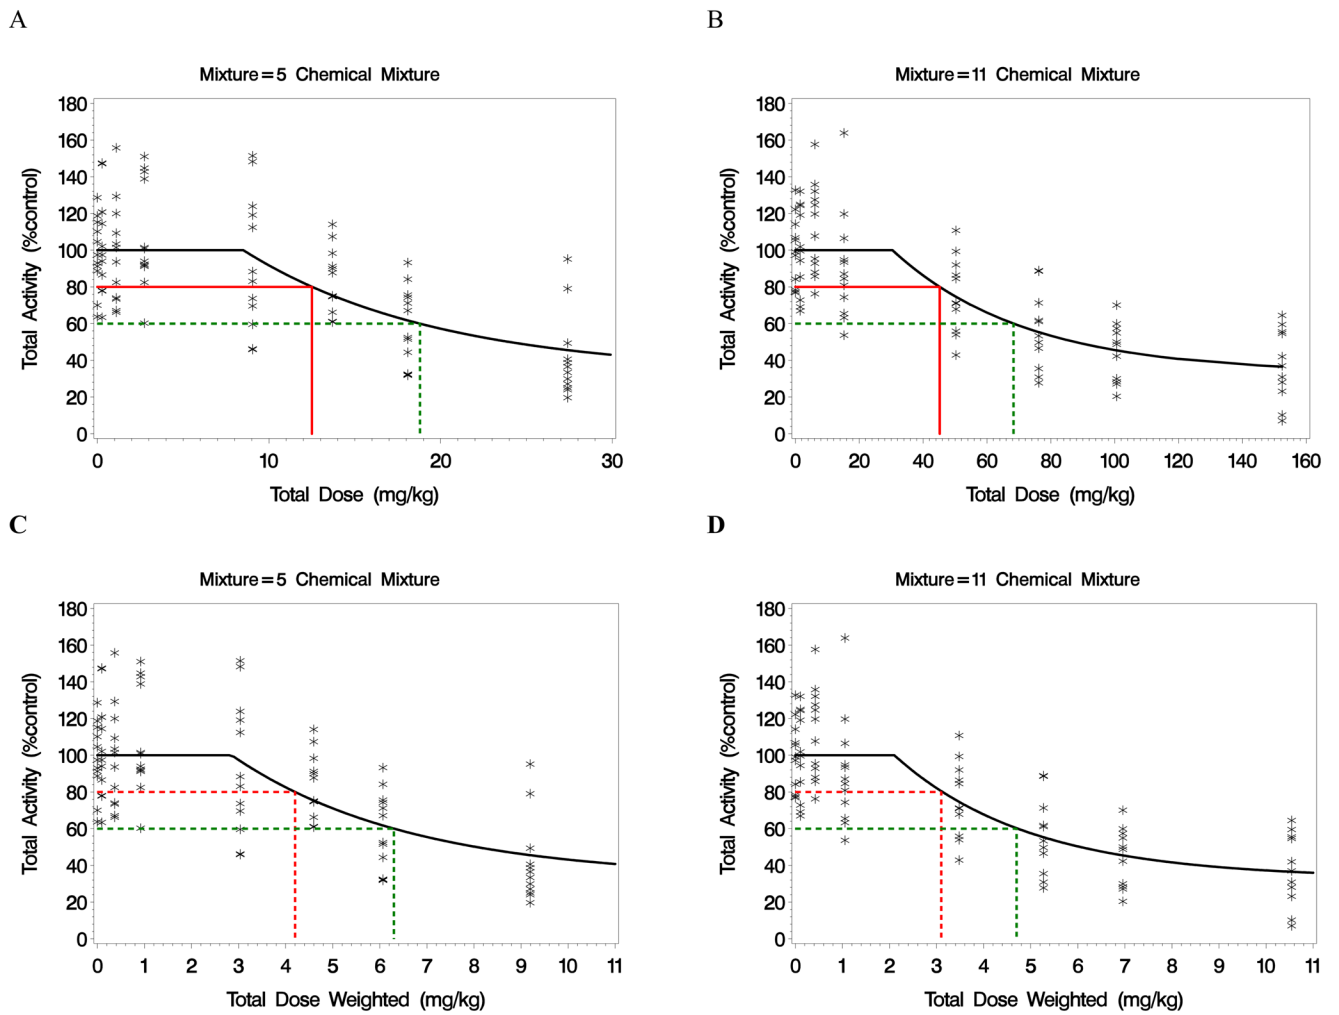 A
Mixture=5 Chemical Mixture
Total Activity (%control)
180
160
140
120
100
80
60
40
20
0
0 10 20 30
Total Dose (mg/kg)
B
Mixture=11 Chemical Mixture
Total Activity (%control)
180
160
140
120
100
80
60
40
20
0
0 20 40 60 80 100 120 140 160
Total Dose (mg/kg)
C
Mixture=5 Chemical Mixture
Total Activity (%control)
180
160
140
120
100
80
60
40
20
0
0 1 2 3 4 5 6 7 8 9 10 11
Total Dose Weighted (mg/kg)
D
Mixture=11 Chemical Mixture
Total Activity (%control)
180
160
140
120
100
80
60
40
20
0
0 1 2 3 4 5 6 7 8 9 10 11
Total Dose Weighted (mg/kg)